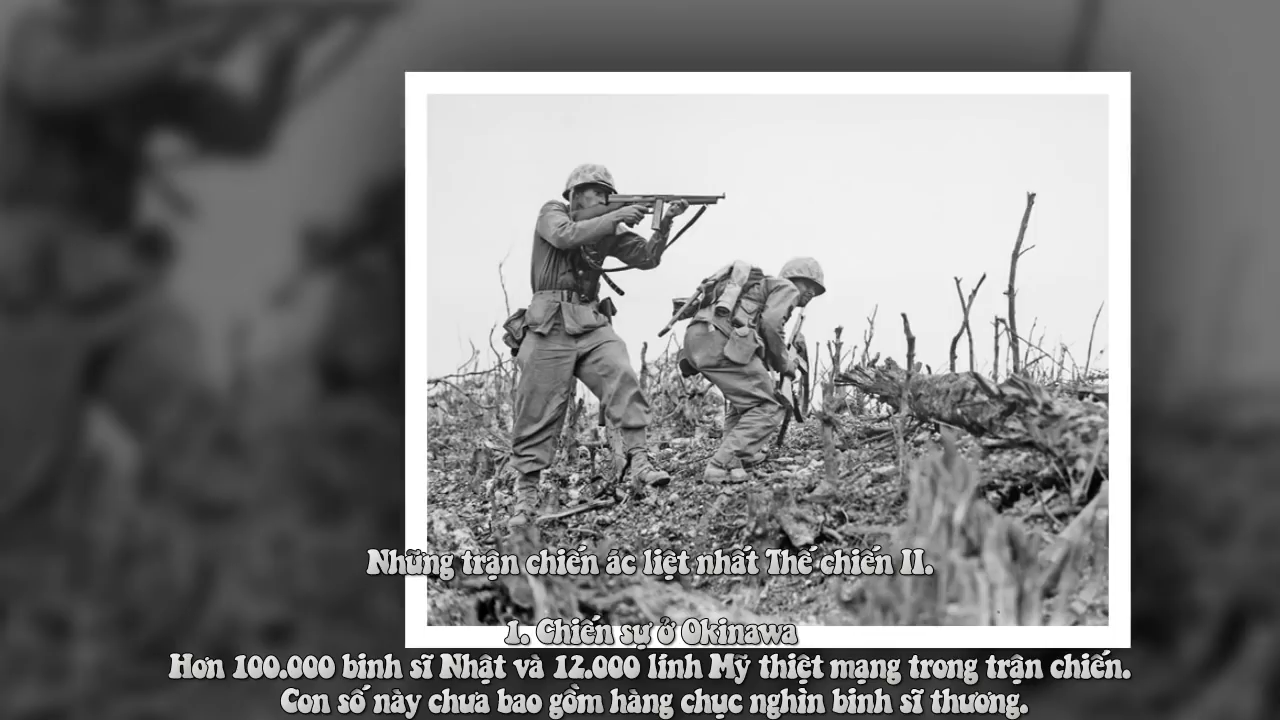 Những trận chiến ác liệt nhất Thế chiến II.
1. Chiến sự ở Okinawa
Hơn 100.000 binh sĩ Nhật và 12.000 lính Mỹ thiệt mạng trong trận chiến.
Con số này chưa bao gồm hàng chục nghìn binh sĩ thương.